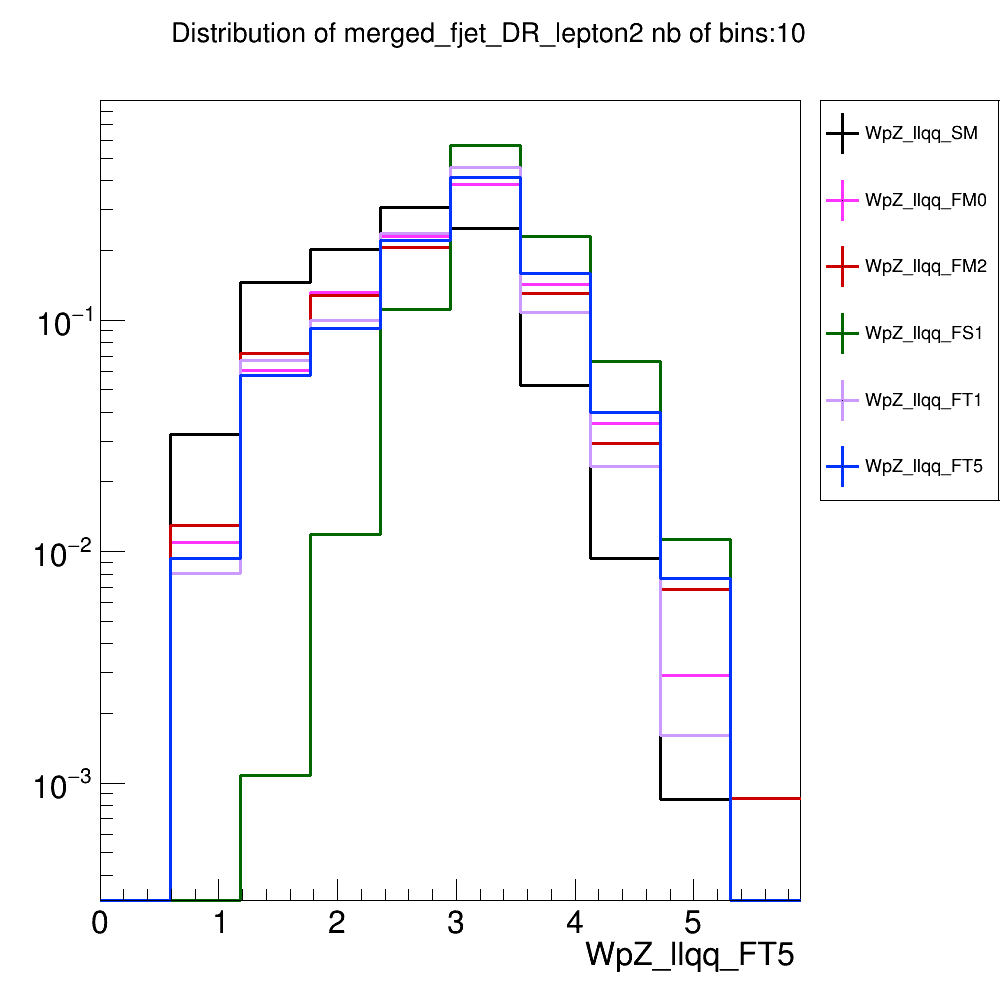 Distribution of merged_fjet_DR_lepton2 nb of bins:10
WpZ_llqq_SM
WpZ_llqq_FM0
WpZ_llqq_FM2
WpZ_llqq_FS1
WpZ_llqq_FT1
WpZ_llqq_FT5
10⁻¹
10⁻²
10⁻³
0 1 2 3 4 5
WpZ_llqq_FT5